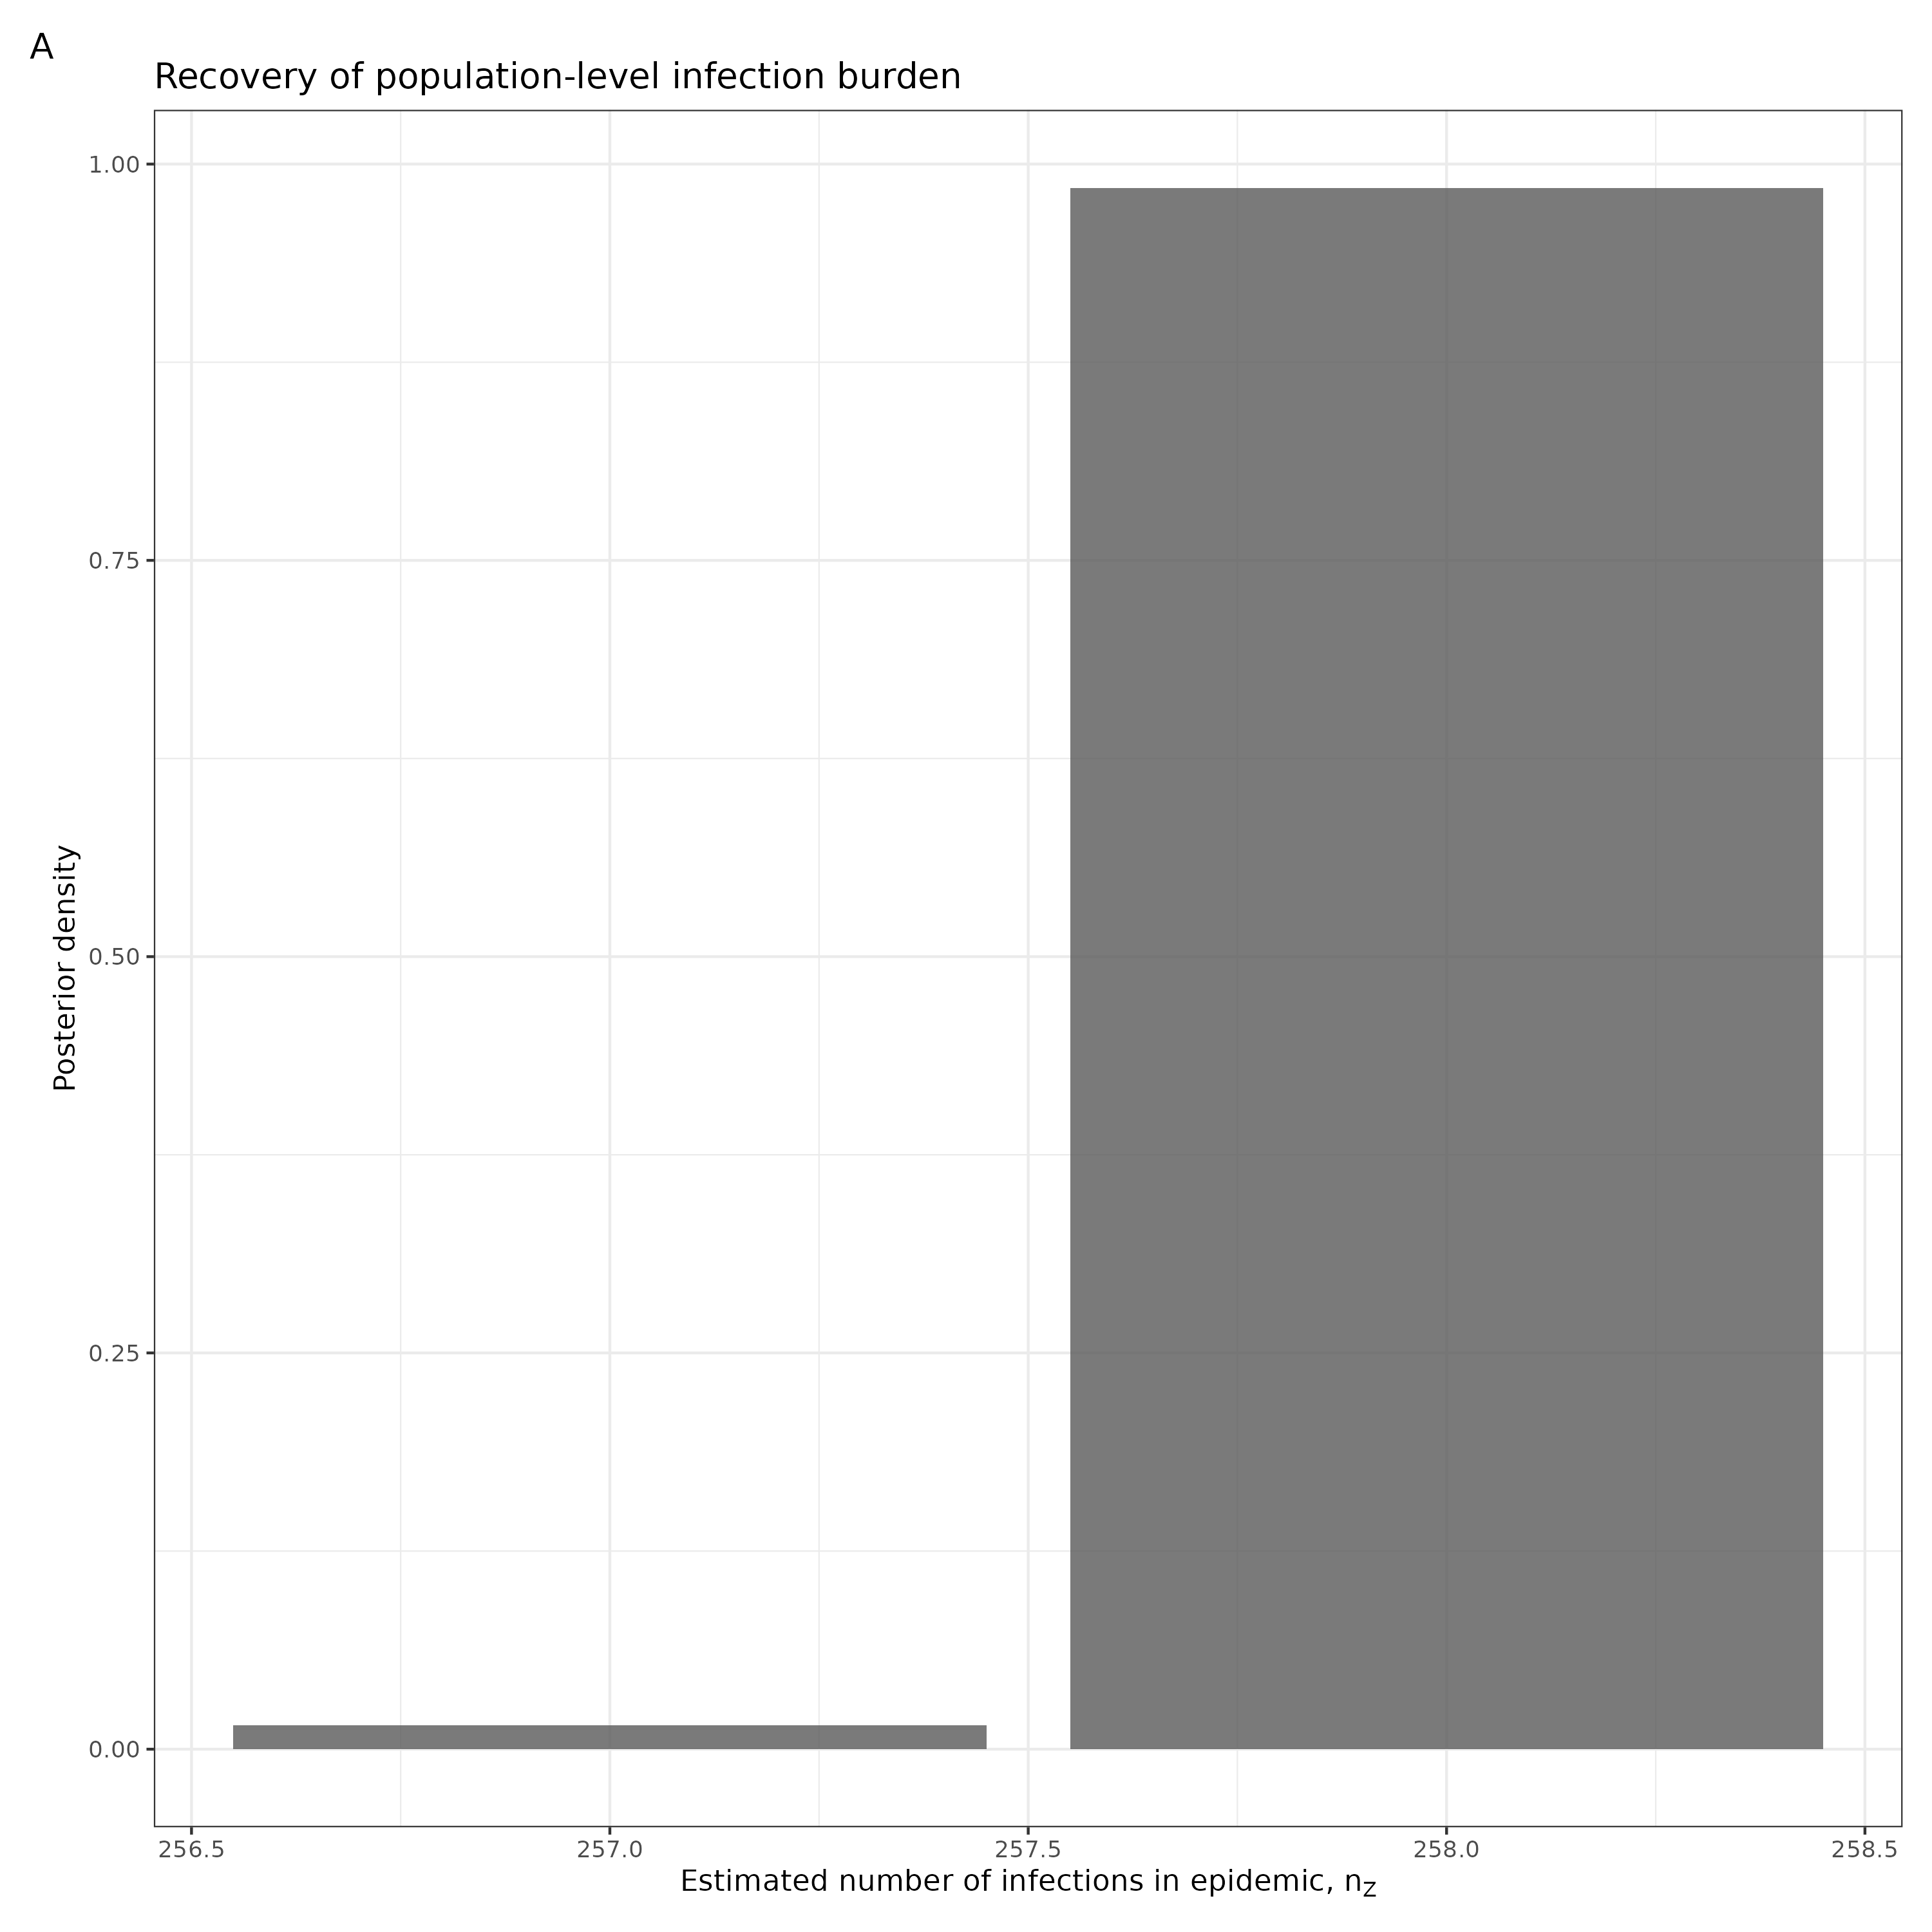 A
Recovery of population-level infection burden
1.00
0.75
0.50
0.25
0.00
Posterior density
256.5 257.0 257.5 258.0 258.5
Estimated number of infections in epidemic, nZ